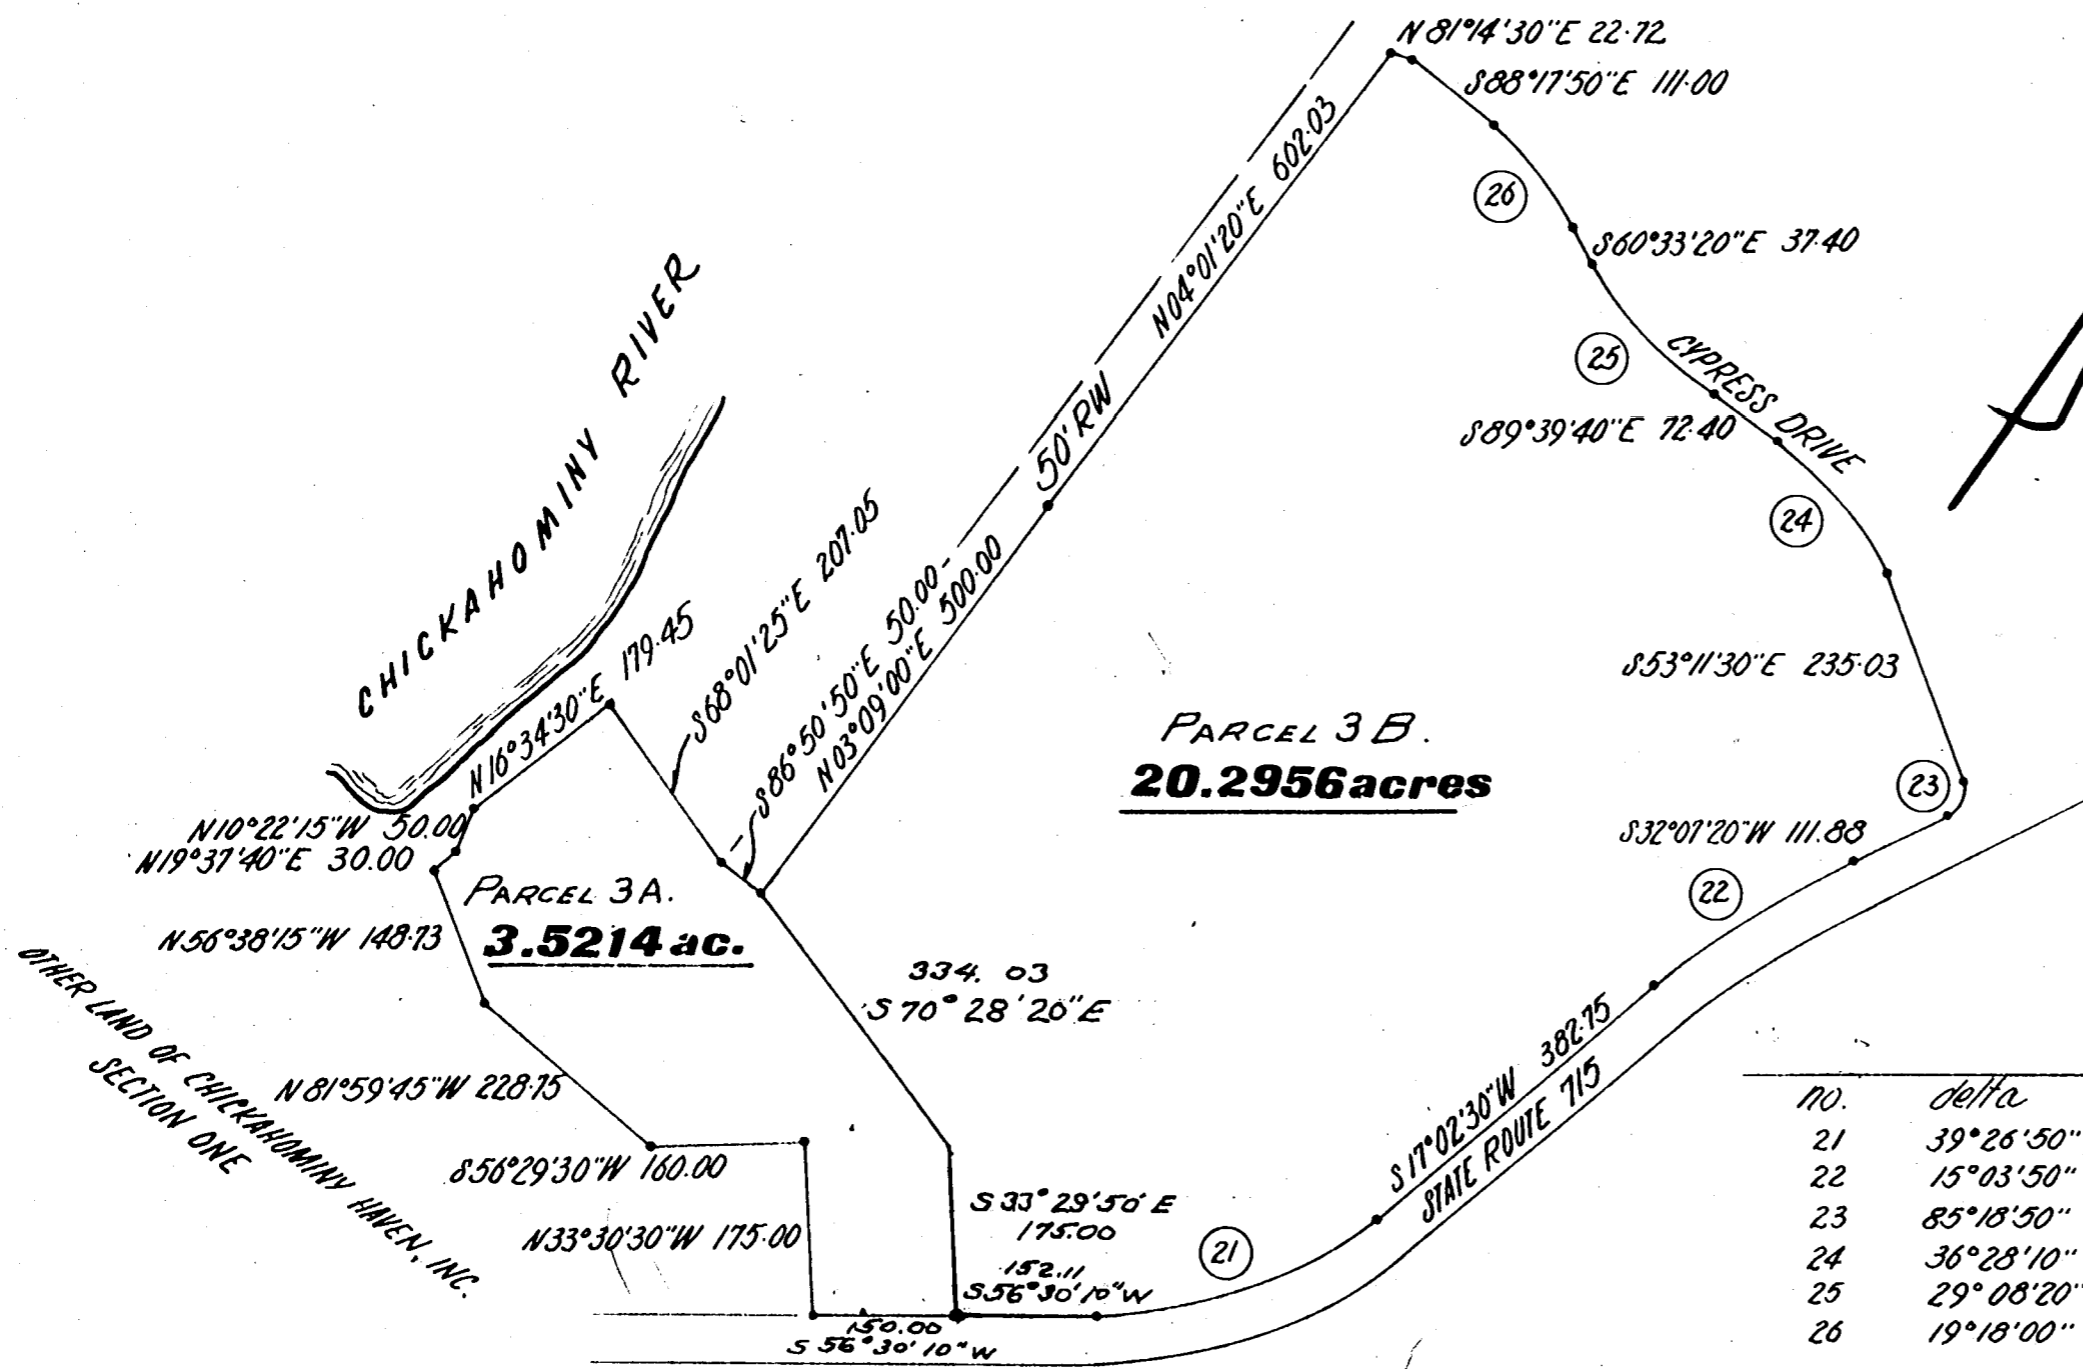 N 81°14'30"E 22.72
S88°17'50"E 111.00
26
S60°33'20"E 37.40
N04°01'20"E 602.03
50' RW
25
CYPRESS DRIVE
S89°39'40"E 72.40
24
CHICKAHOMINY RIVER
N16°34'30"E 179.45
S68°01'25"E 207.05
S86°50'50"E 50.00
N03°09'00"E 500.00
S53°11'30"E 235.03
PARCEL 3B.
20.2956 acres
23
S32°07'20"W 111.88
22
N10°22'15"W 50.00
N19°37'40"E 30.00
PARCEL 3A.
3.5214 ac.
N56°38'15"W 148.73
334.03
S 70° 28' 20" E
OTHER LAND OF CHICKAHOMINY HAVEN, INC.
SECTION ONE
N 81°59'45"W 228.75
S56°29'30"W 160.00
N33°30'30"W 175.00
S 33° 29' 50" E
175.00
152.11
S56°30'10"W
150.00
S 56° 30' 10" W
21
S17°02'30"W 382.75
STATE ROUTE 715
no. delta
21 39°26'50"
22 15°03'50"
23 85°18'50"
24 36°28'10"
25 29°08'20"
26 19°18'00"